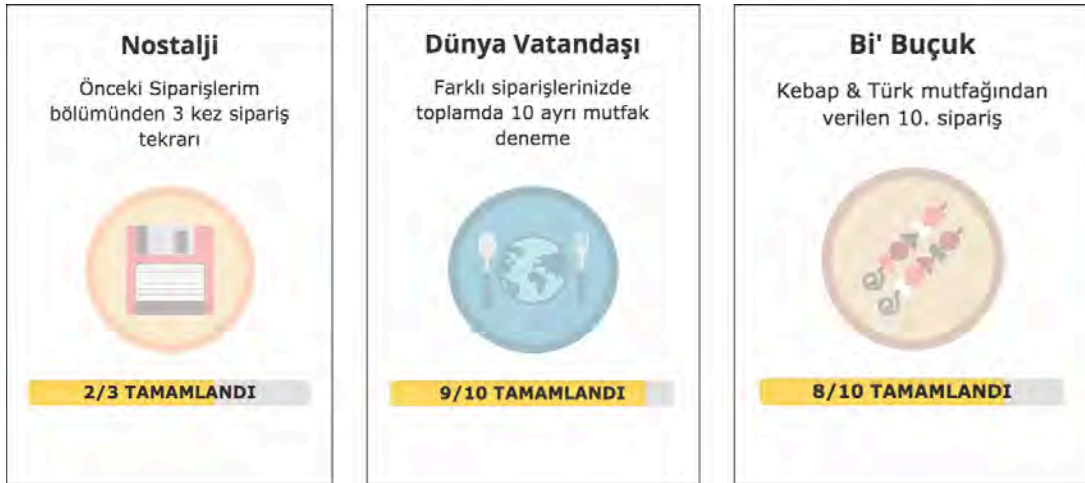 Nostalji
Önceki Siparişlerim
bölümünden 3 kez sipariş
tekrarı
2/3 TAMAMLANDI
Dünya Vatandaşı
Farklı siparişlerinizde
toplamda 10 ayrı mutfak
deneme
9/10 TAMAMLANDI
Bi' Buçuk
Kebap & Türk mutfağından
verilen 10. sipariş
8/10 TAMAMLANDI